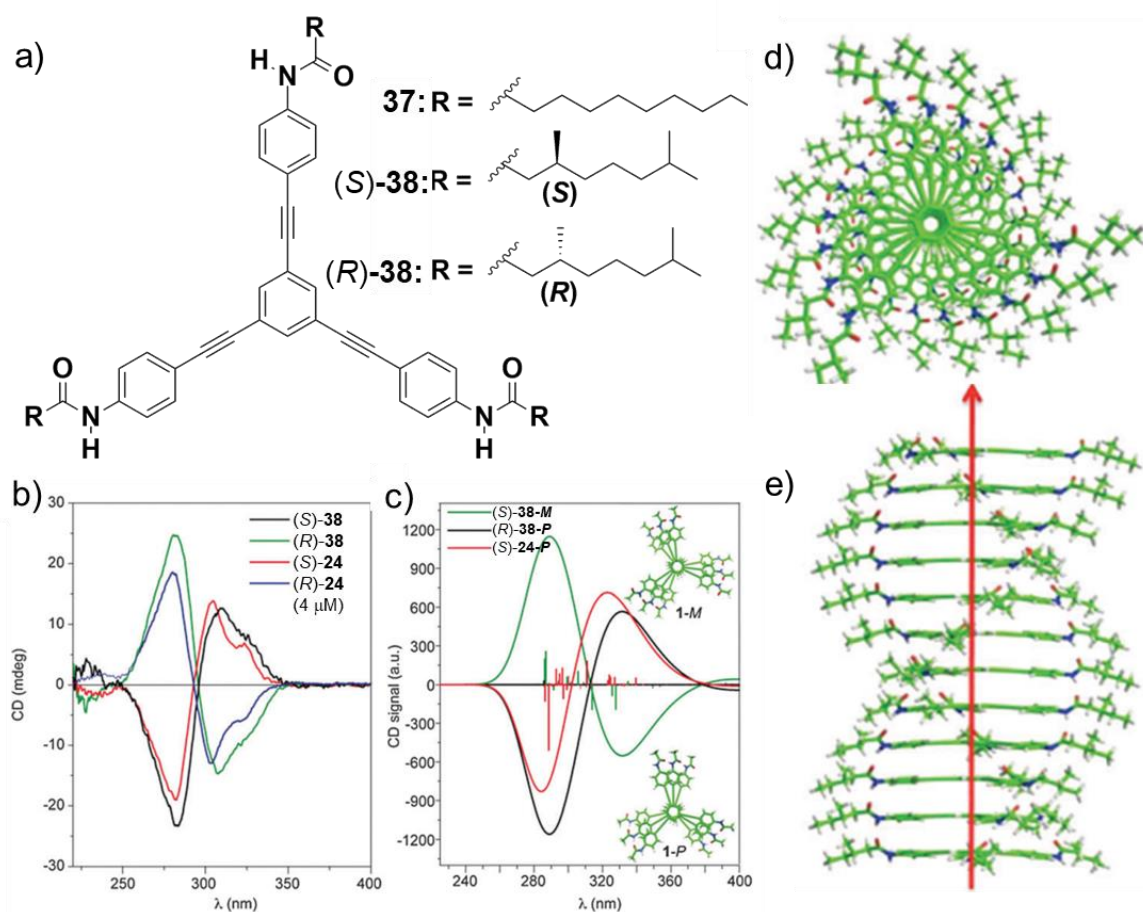 a)
R
H
N
O
37: R =
(S)-38: R =
(S)
(R)-38: R =
(R)
O
R
N
H
O
R
N
H
b)
30
20
10
0
-10
-20
-30
CD (mdeg)
(S)-38
(R)-38
(S)-24
(R)-24
(4 μM)
250
300
350
400
λ (nm)
c)
1200
900
600
300
0
-300
-600
-900
-1200
CD signal (a.u.)
(S)-38-M
(R)-38-P
(S)-24-P
1-M
1-P
240
280
320
360
400
λ (nm)
d)
e)